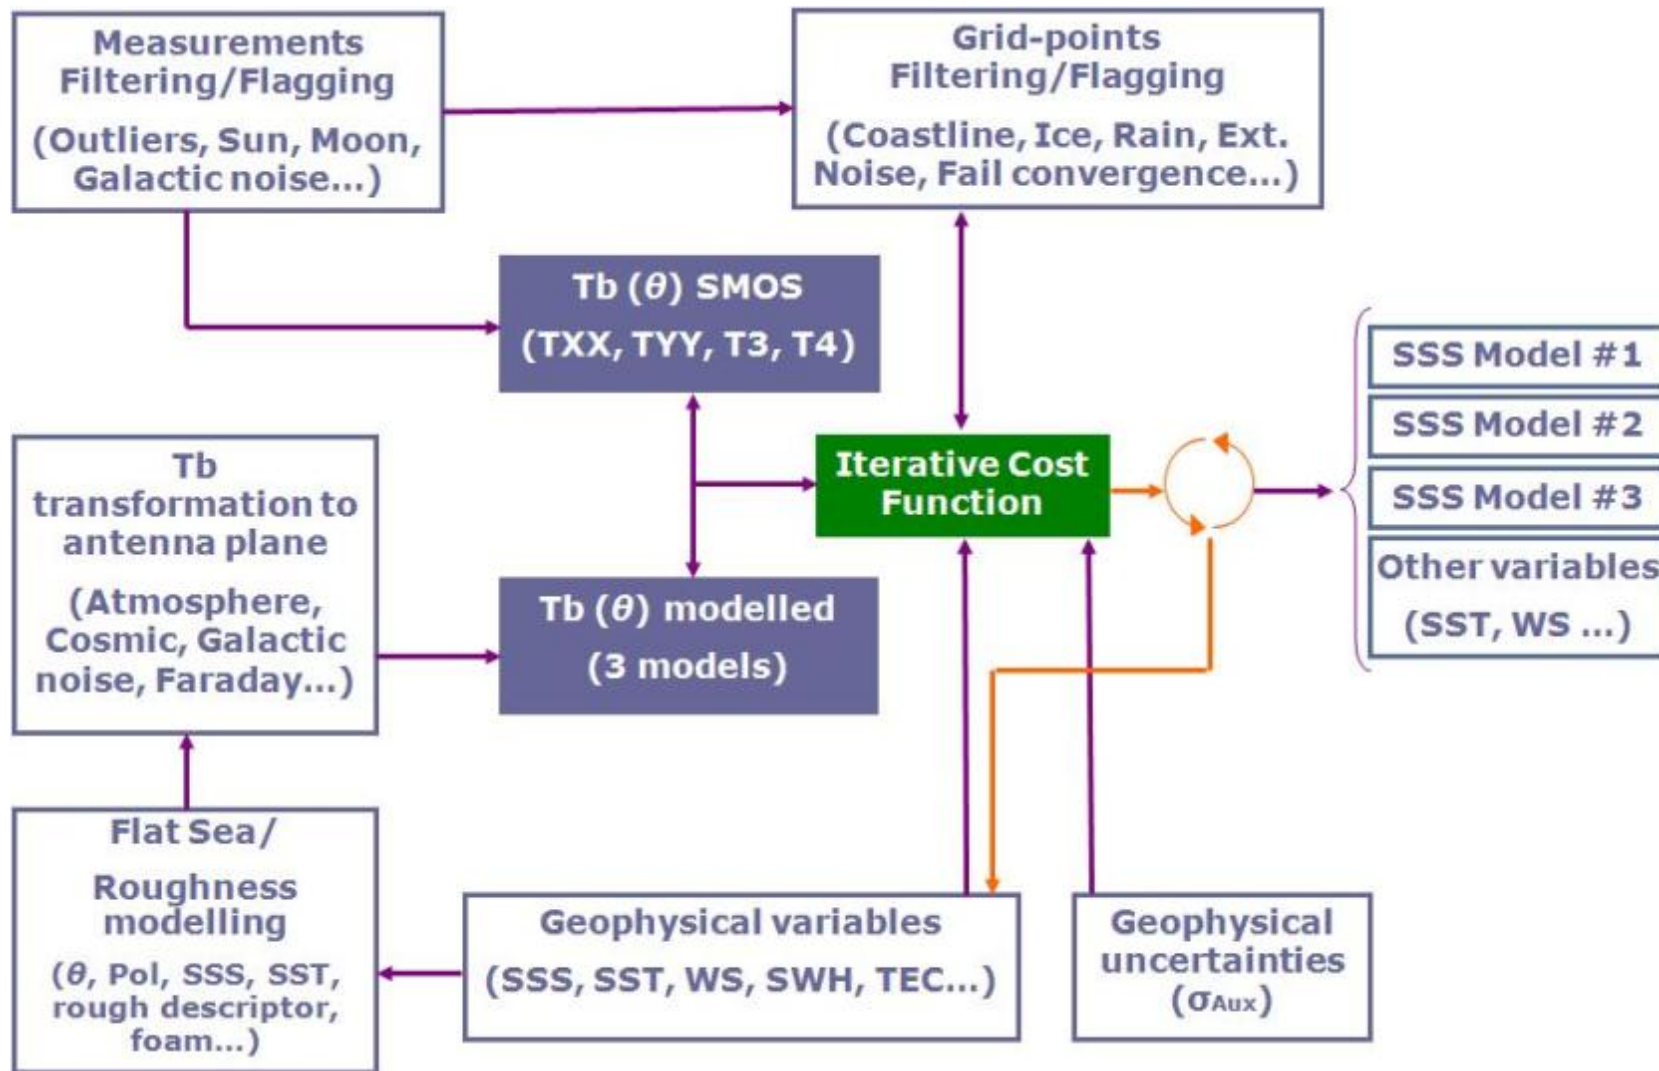 Measurements
Filtering/Flagging
(Outliers, Sun, Moon,
Galactic noise...)
Grid-points
Filtering/Flagging
(Coastline, Ice, Rain, Ext.
Noise, Fail convergence...)
Tb (θ) SMOS
(TXX, TYY, T3, T4)
SSS Model #1
SSS Model #2
SSS Model #3
Other variables
(SST, WS ...)
Iterative Cost
Function
Tb
transformation to
antenna plane
(Atmosphere,
Cosmic, Galactic
noise, Faraday...)
Tb (θ) modelled
(3 models)
Flat Sea/
Roughness
modelling
(θ, Pol, SSS, SST,
rough descriptor,
foam...)
Geophysical variables
(SSS, SST, WS, SWH, TEC...)
Geophysical
uncertainties
(σAux)